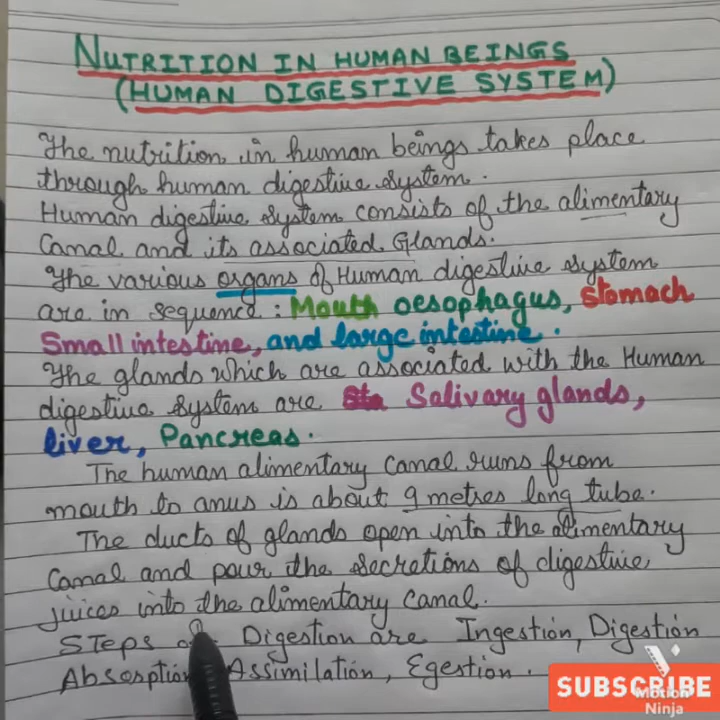 NUTRITION IN HUMAN BEINGS
(HUMAN DIGESTIVE SYSTEM)
The nutrition in human beings takes place
through human digestive system.
Human digestive system consists of the alimentary
Canal and its associated Glands.
The various organs of Human digestive system
are in sequence: Mouth oesophagus, Stomach
Small intestine, and large intestine.
The glands which are associated with the Human
digestive system are Salivary glands,
liver, Pancreas.
The human alimentary canal runs from
mouth to anus is about 9 metres long tube.
The ducts of glands open into the alimentary
Canal and pour the secretions of digestive
juices into the alimentary canal.
STeps Digestion are Ingestion, Digestion
Absorption Assimilation, Egestion.
SUBSCRIBE
Motion
Ninja